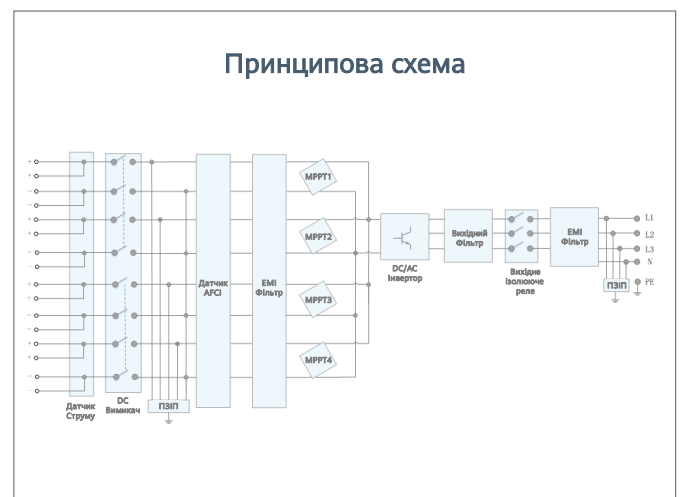 Принципова схема
+
+
−
−
+
+
−
−
+
+
−
−
+
+
−
−
Датчик
Струму
DC
Вимикач
ПЗІП
Датчик
AFCI
EMI
Фільтр
MPPT1
MPPT2
MPPT3
MPPT4
DC/AC
Інвертор
Вихідний
Фільтр
Вихідне
ізолююче
реле
EMI
Фільтр
L1
L2
L3
N
PE
ПЗІП